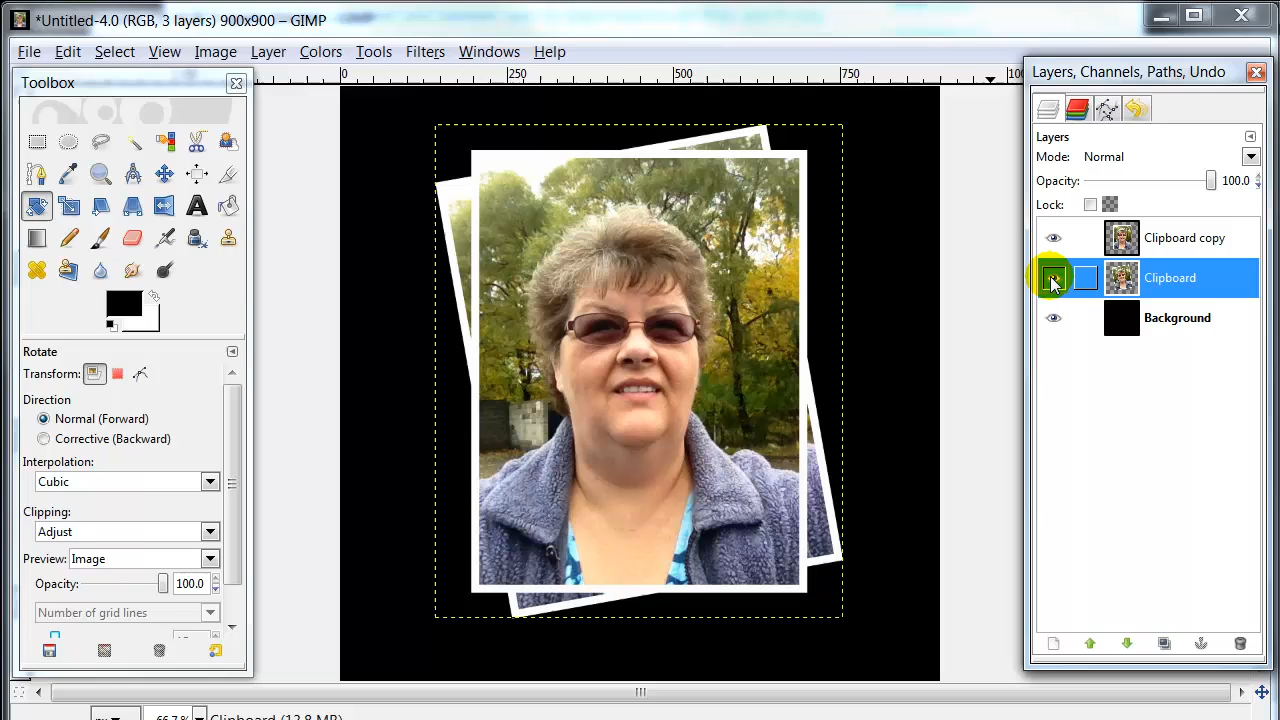 *Untitled-4.0 (RGB, 3 layers) 900x900 – GIMP
File Edit Select View Image Layer Colors Tools Filters Windows Help
Toolbox
0 250 500 750
Layers, Channels, Paths, Undo
Layers
Mode: Normal
Opacity: 100.0
Lock:
Clipboard copy
Clipboard
Background
Rotate
Transform:
Direction
Normal (Forward)
Corrective (Backward)
Interpolation:
Cubic
Clipping:
Adjust
Preview: Image
Opacity: 100.0
Number of grid lines
66.7% Clipboard (13.8 MB)